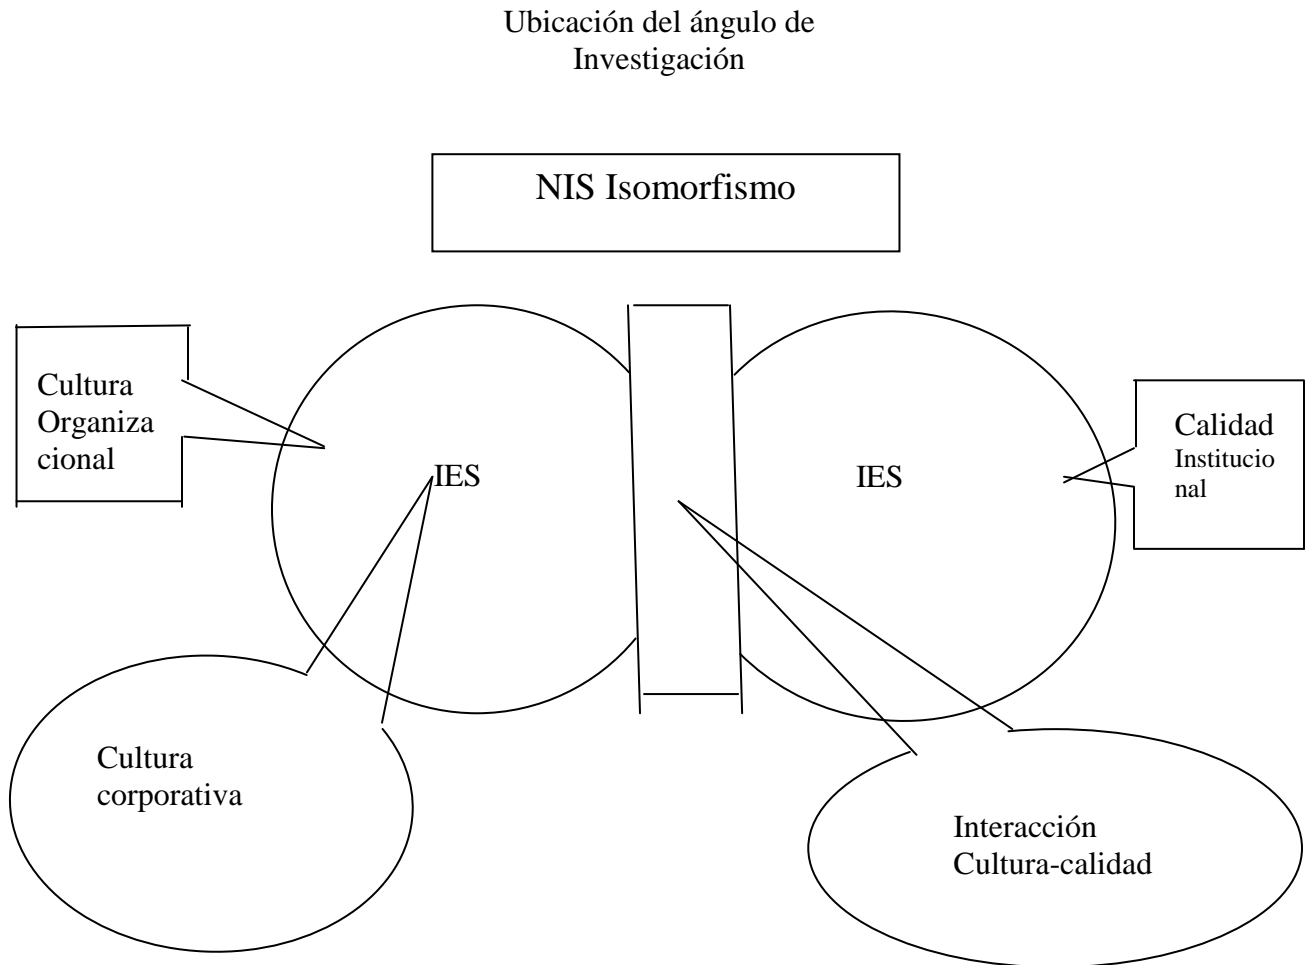 Ubicación del ángulo de
Investigación
NIS Isomorfismo
Cultura
Organiza
cional
IES
IES
Calidad
Institucio
nal
Cultura
corporativa
Interacción
Cultura-calidad